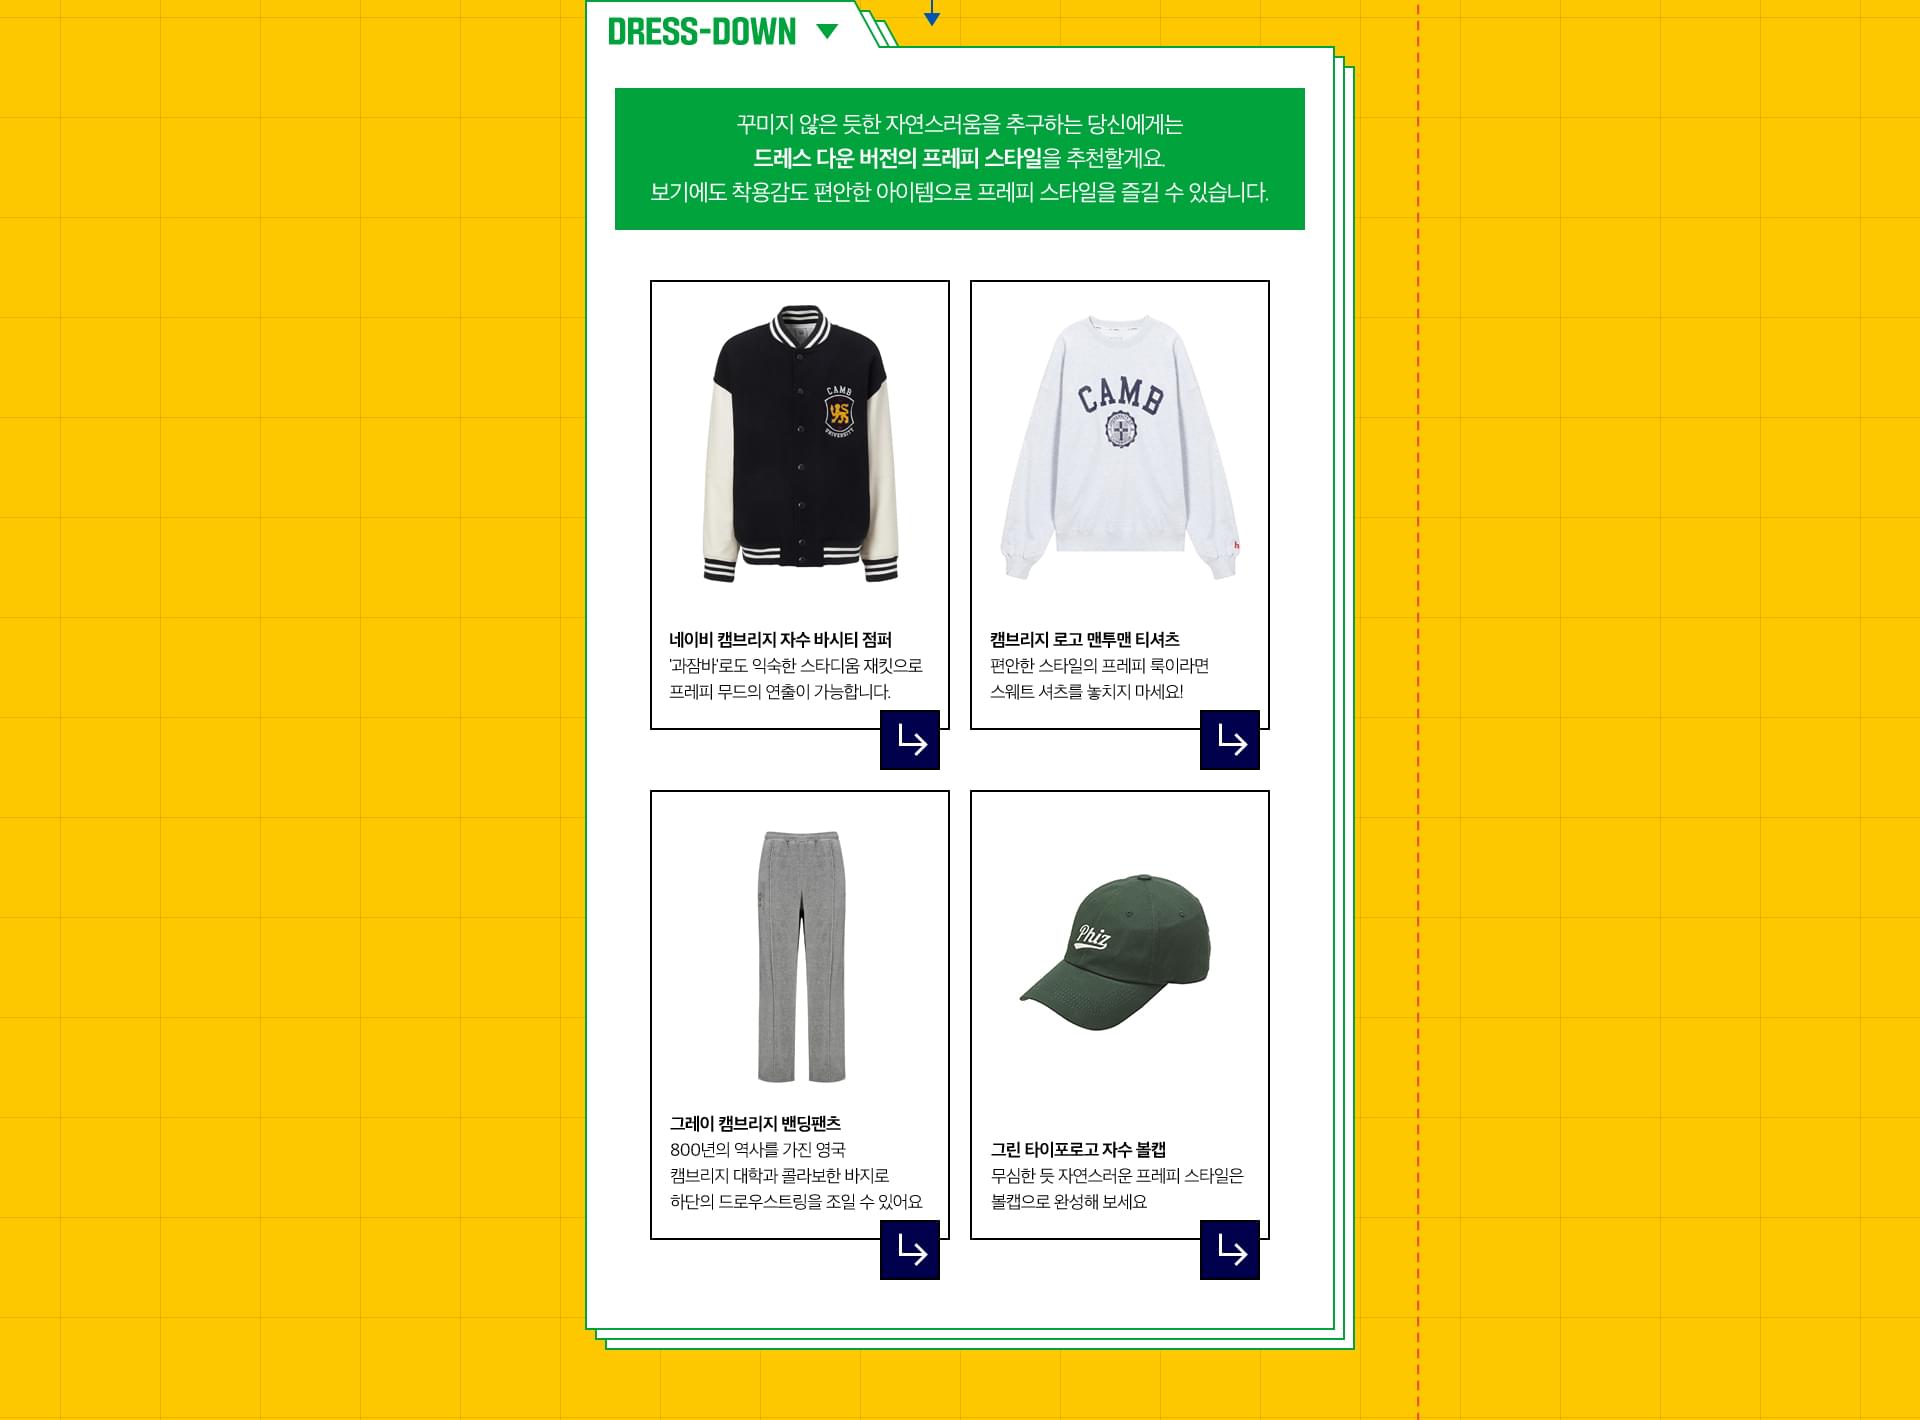 DRESS-DOWN
꾸미지 않은 듯한 자연스러움을 추구하는 당신에게는
드레스 다운 버전의 프레피 스타일을 추천할게요.
보기에도 착용감도 편안한 아이템으로 프레피 스타일을 즐길 수 있습니다.
CAMB
UNIVERSITY
네이비 캠브리지 자수 바시티 점퍼
'과잠바'로도 익숙한 스타디움 재킷으로
프레피 무드의 연출이 가능합니다.
CAMB
h
캠브리지 로고 맨투맨 티셔츠
편안한 스타일의 프레피 룩이라면
스웨트 셔츠를 놓치지 마세요!
그레이 캠브리지 밴딩팬츠
800년의 역사를 가진 영국
캠브리지 대학과 콜라보한 바지로
하단의 드로우스트링을 조일 수 있어요
Phiz
그린 타이포로고 자수 볼캡
무심한 듯 자연스러운 프레피 스타일은
볼캡으로 완성해 보세요